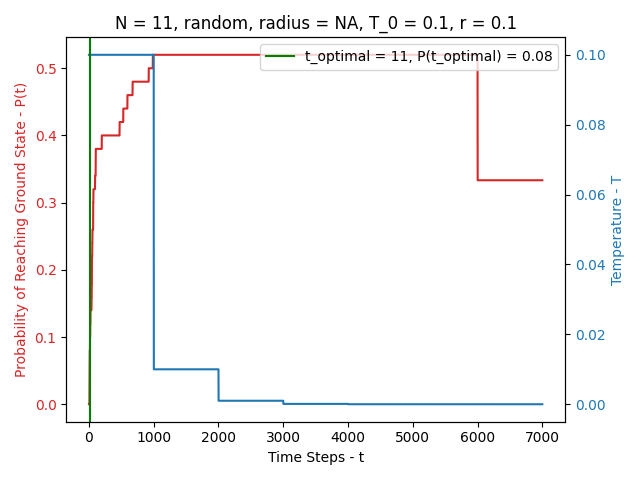 N = 11, random, radius = NA, T_0 = 0.1, r = 0.1
t_optimal = 11, P(t_optimal) = 0.08
Probability of Reaching Ground State - P(t)
0.5
0.4
0.3
0.2
0.1
0.0
0.10
0.08
0.06
0.04
0.02
0.00
Temperature - T
0 1000 2000 3000 4000 5000 6000 7000
Time Steps - t